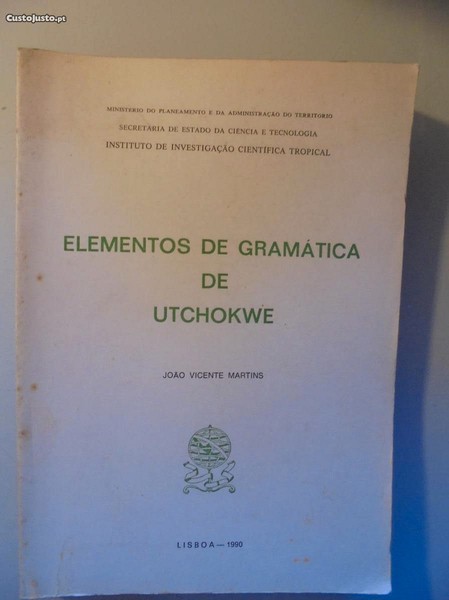 CustoJusto.pt
MINISTÉRIO DO PLANEAMENTO E DA ADMINISTRAÇÃO DO TERRITÓRIO
SECRETARIA DE ESTADO DA CIÊNCIA E TECNOLOGIA
INSTITUTO DE INVESTIGAÇÃO CIENTÍFICA TROPICAL
ELEMENTOS DE GRAMÁTICA
DE
UTCHOKWE
JOÃO VICENTE MARTINS
LISBOA — 1990